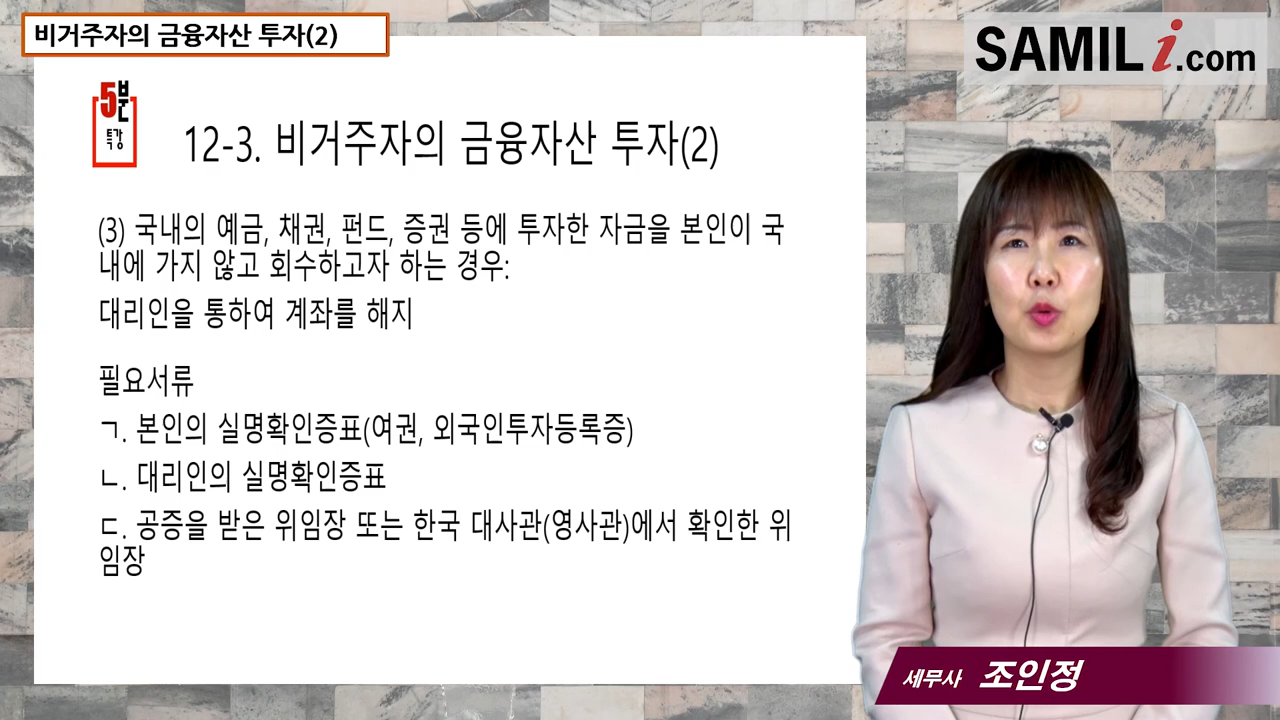 비거주자의 금융자산 투자(2)
SAMILi.com
5분
특강
12-3. 비거주자의 금융자산 투자(2)
(3) 국내의 예금, 채권, 펀드, 증권 등에 투자한 자금을 본인이 국
내에 가지 않고 회수하고자 하는 경우:
대리인을 통하여 계좌를 해지
필요서류
ㄱ. 본인의 실명확인증표(여권, 외국인투자등록증)
ㄴ. 대리인의 실명확인증표
ㄷ. 공증을 받은 위임장 또는 한국 대사관(영사관)에서 확인한 위
임장
세무사 조인정